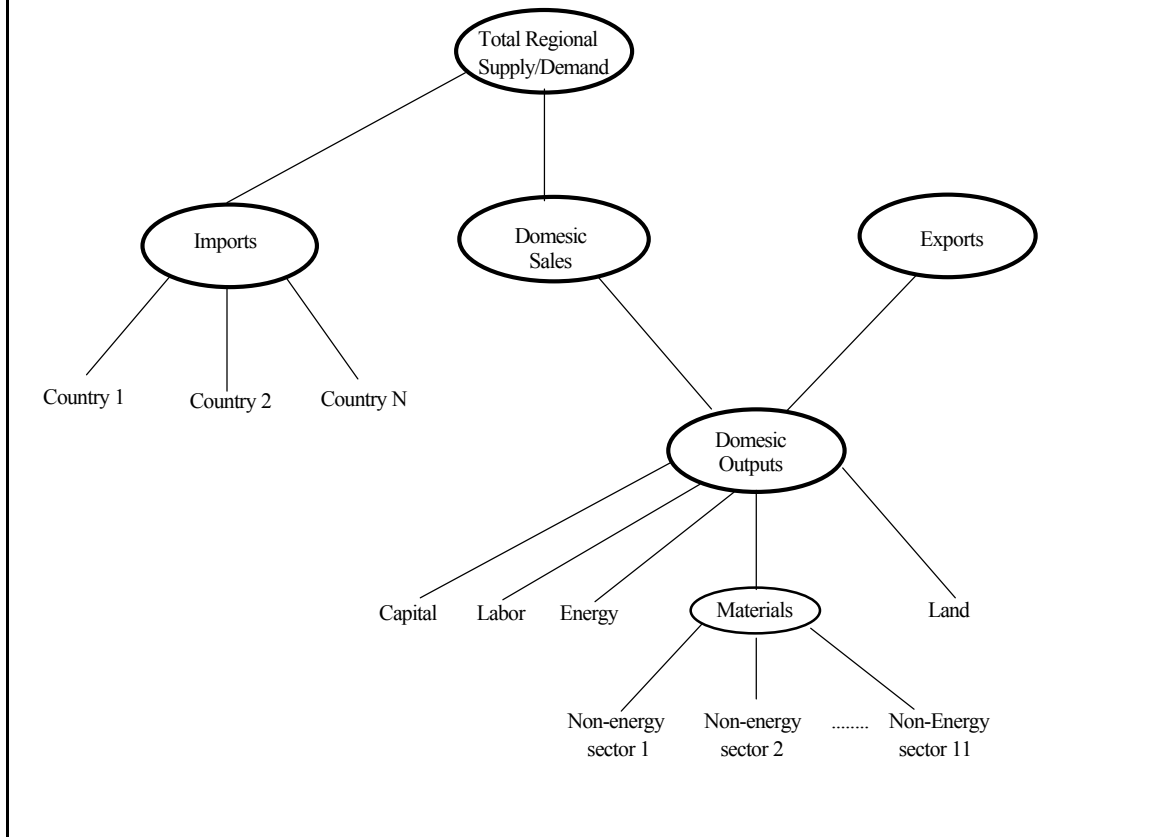 Total Regional
Supply/Demand
Imports
Domesic
Sales
Exports
Country 1
Country 2
Country N
Domesic
Outputs
Capital
Labor
Energy
Materials
Land
Non-energy
sector 1
Non-energy
sector 2
........
Non-Energy
sector 11